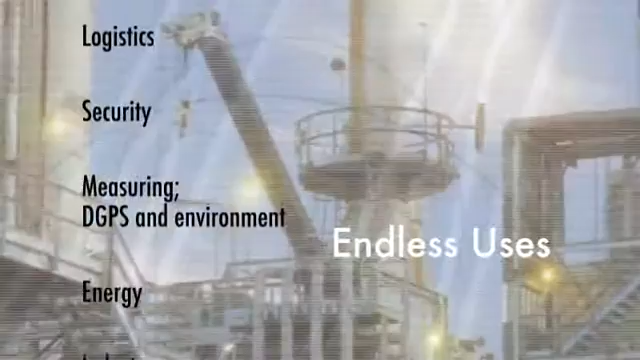 Logistics
Security
Measuring;
DGPS and environment
Endless Uses
Energy